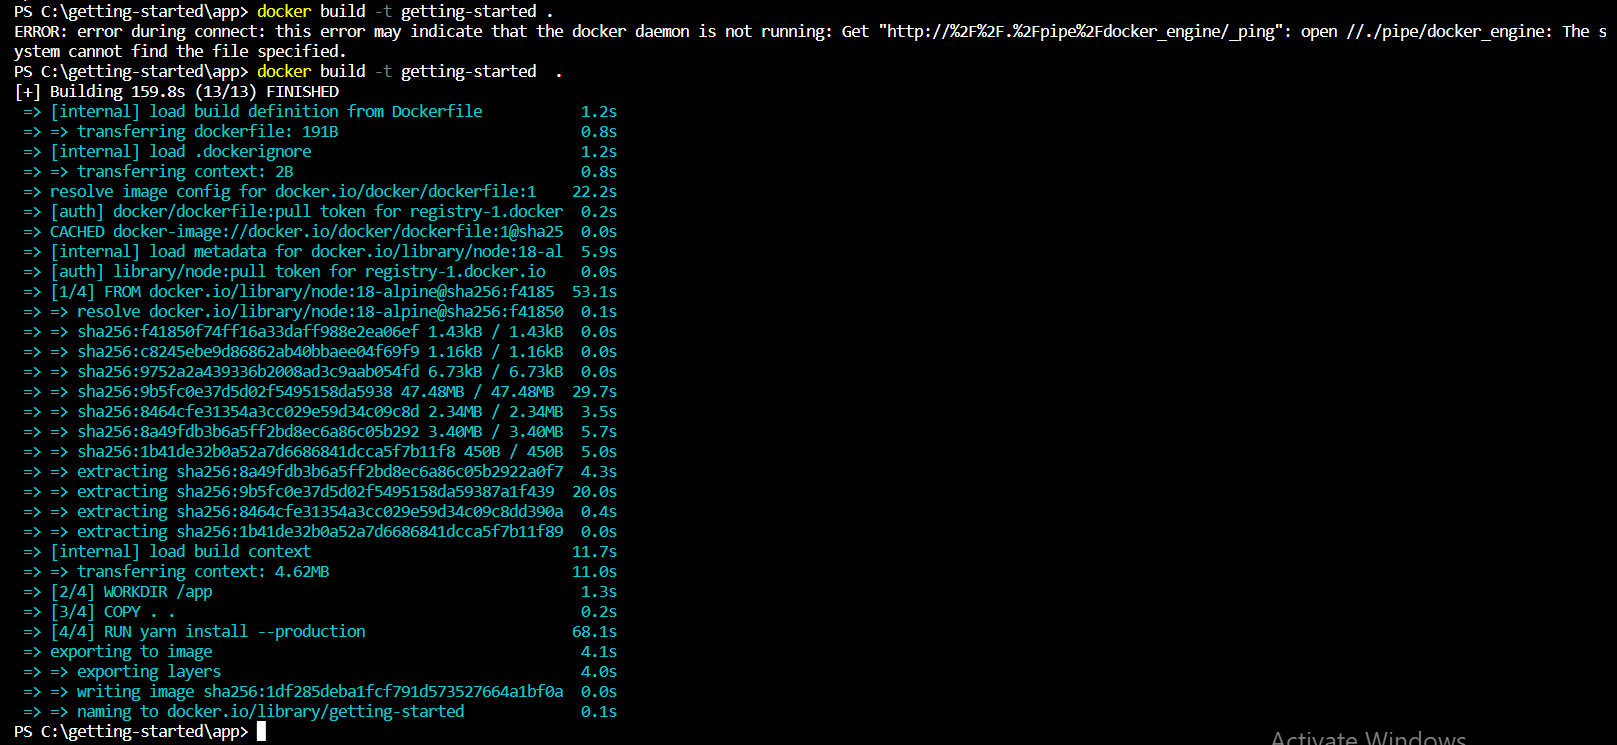 PS C:\getting-started\app> docker build -t getting-started .
ERROR: error during connect: this error may indicate that the docker daemon is not running: Get "http://%2F%2F.%2Fpipe%2Fdocker_engine/_ping": open //./pipe/docker_engine: The s
ystem cannot find the file specified.
PS C:\getting-started\app> docker build -t getting-started  .
[+] Building 159.8s (13/13) FINISHED
=> [internal] load build definition from Dockerfile 1.2s
=> => transferring dockerfile: 191B 0.8s
=> [internal] load .dockerignore 1.2s
=> => transferring context: 2B 0.8s
=> resolve image config for docker.io/docker/dockerfile:1 22.2s
=> [auth] docker/dockerfile:pull token for registry-1.docker 0.2s
=> CACHED docker-image://docker.io/docker/dockerfile:1@sha25 0.0s
=> [internal] load metadata for docker.io/library/node:18-al 5.9s
=> [auth] library/node:pull token for registry-1.docker.io 0.0s
=> [1/4] FROM docker.io/library/node:18-alpine@sha256:f4185 53.1s
=> => resolve docker.io/library/node:18-alpine@sha256:f41850 0.1s
=> => sha256:f41850f74ff16a33daff988e2ea06ef 1.43kB / 1.43kB 0.0s
=> => sha256:c8245ebe9d86862ab40bbaee04f69f9 1.16kB / 1.16kB 0.0s
=> => sha256:9752a2a439336b2008ad3c9aab054fd 6.73kB / 6.73kB 0.0s
=> => sha256:9b5fc0e37d5d02f5495158da5938 47.48MB / 47.48MB 29.7s
=> => sha256:8464cfe31354a3cc029e59d34c09c8d 2.34MB / 2.34MB 3.5s
=> => sha256:8a49fdb3b6a5ff2bd8ec6a86c05b292 3.40MB / 3.40MB 5.7s
=> => sha256:1b41de32b0a52a7d6686841dcca5f7b11f8 450B / 450B 5.0s
=> => extracting sha256:8a49fdb3b6a5ff2bd8ec6a86c05b2922a0f7 4.3s
=> => extracting sha256:9b5fc0e37d5d02f5495158da59387a1f439 20.0s
=> => extracting sha256:8464cfe31354a3cc029e59d34c09c8dd390a 0.4s
=> => extracting sha256:1b41de32b0a52a7d6686841dcca5f7b11f89 0.0s
=> [internal] load build context 11.7s
=> => transferring context: 4.62MB 11.0s
=> [2/4] WORKDIR /app 1.3s
=> [3/4] COPY . . 0.2s
=> [4/4] RUN yarn install --production 68.1s
=> exporting to image 4.1s
=> => exporting layers 4.0s
=> => writing image sha256:1df285deba1fcf791d573527664a1bf0a 0.0s
=> => naming to docker.io/library/getting-started 0.1s
PS C:\getting-started\app>
Activate Windows